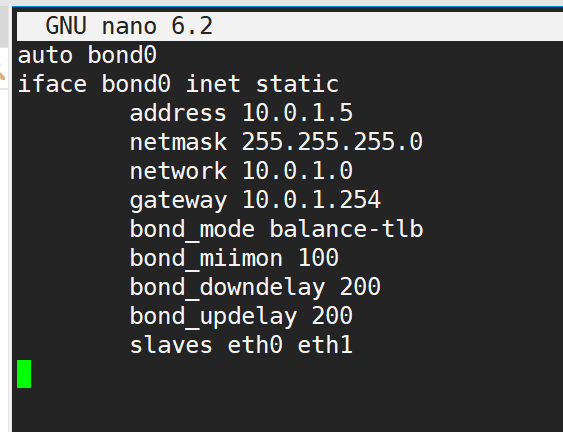 GNU nano 6.2
auto bond0
iface bond0 inet static
address 10.0.1.5
netmask 255.255.255.0
network 10.0.1.0
gateway 10.0.1.254
bond_mode balance-tlb
bond_miimon 100
bond_downdelay 200
bond_updelay 200
slaves eth0 eth1